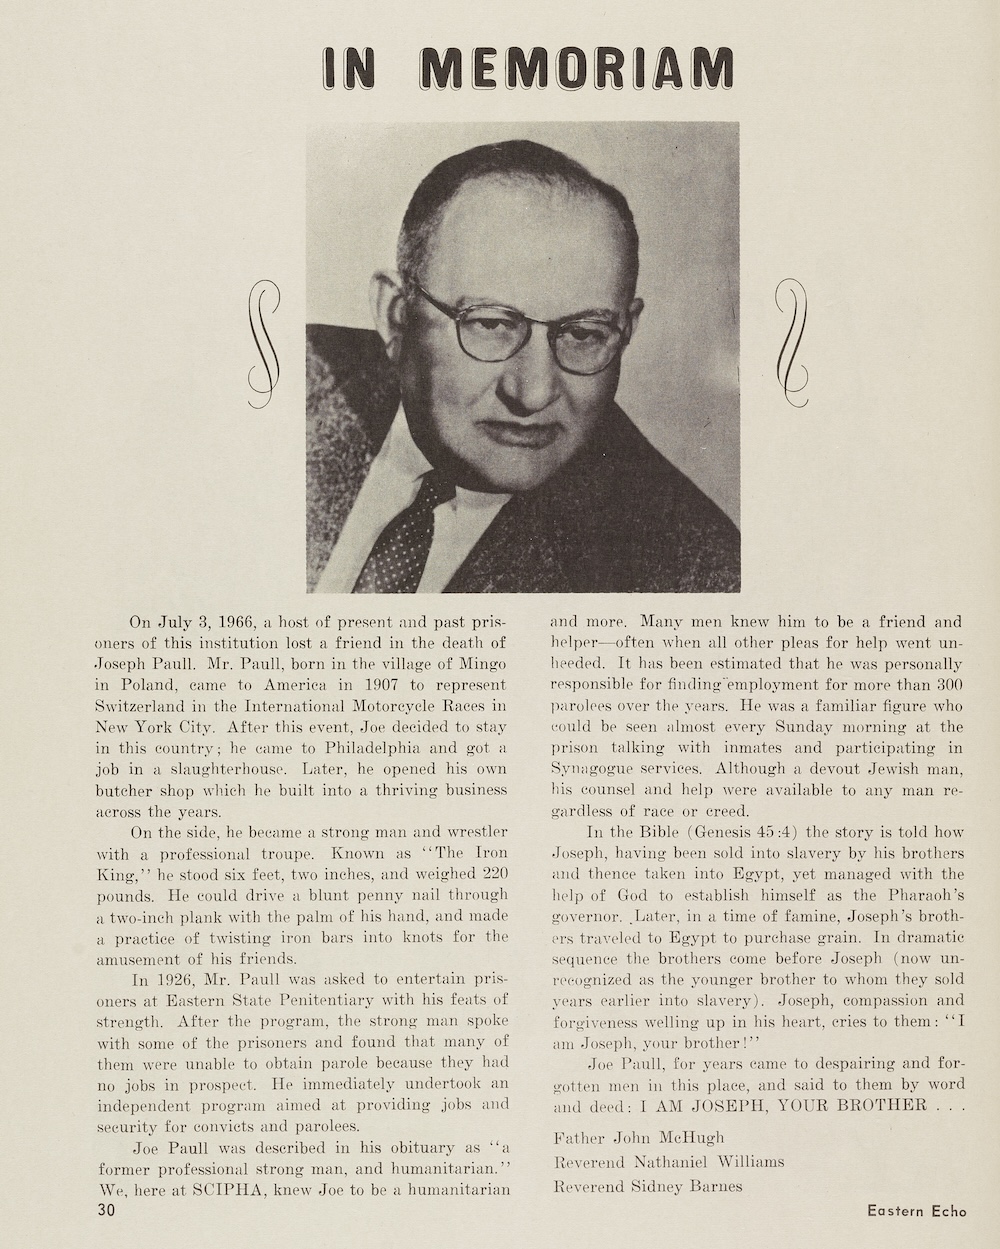 IN MEMORIAM
On July 3, 1966, a host of present and past pris-
oners of this institution lost a friend in the death of
Joseph Paull. Mr. Paull, born in the village of Mingo
in Poland, came to America in 1907 to represent
Switzerland in the International Motorcycle Races in
New York City. After this event, Joe decided to stay
in this country; he came to Philadelphia and got a
job in a slaughterhouse. Later, he opened his own
butcher shop which he built into a thriving business
across the years.
On the side, he became a strong man and wrestler
with a professional troupe. Known as "The Iron
King," he stood six feet, two inches, and weighed 220
pounds. He could drive a blunt penny nail through
a two-inch plank with the palm of his hand, and made
a practice of twisting iron bars into knots for the
amusement of his friends.
In 1926, Mr. Paull was asked to entertain pris-
oners at Eastern State Penitentiary with his feats of
strength. After the program, the strong man spoke
with some of the prisoners and found that many of
them were unable to obtain parole because they had
no jobs in prospect. He immediately undertook an
independent program aimed at providing jobs and
security for convicts and parolees.
Joe Paull was described in his obituary as "a
former professional strong man, and humanitarian."
We, here at SCIPHA, knew Joe to be a humanitarian
and more. Many men knew him to be a friend and
helper—often when all other pleas for help went un-
heeded. It has been estimated that he was personally
responsible for finding employment for more than 300
parolees over the years. He was a familiar figure who
could be seen almost every Sunday morning at the
prison talking with inmates and participating in
Synagogue services. Although a devout Jewish man,
his counsel and help were available to any man re-
gardless of race or creed.
In the Bible (Genesis 45:4) the story is told how
Joseph, having been sold into slavery by his brothers
and thence taken into Egypt, yet managed with the
help of God to establish himself as the Pharaoh's
governor. Later, in a time of famine, Joseph's broth-
ers traveled to Egypt to purchase grain. In dramatic
sequence the brothers come before Joseph (now un-
recognized as the younger brother to whom they sold
years earlier into slavery). Joseph, compassion and
forgiveness welling up in his heart, cries to them: "I
am Joseph, your brother!"
Joe Paull, for years came to despairing and for-
gotten men in this place, and said to them by word
and deed: I AM JOSEPH, YOUR BROTHER . . .
Father John McHugh
Reverend Nathaniel Williams
Reverend Sidney Barnes
30
Eastern Echo